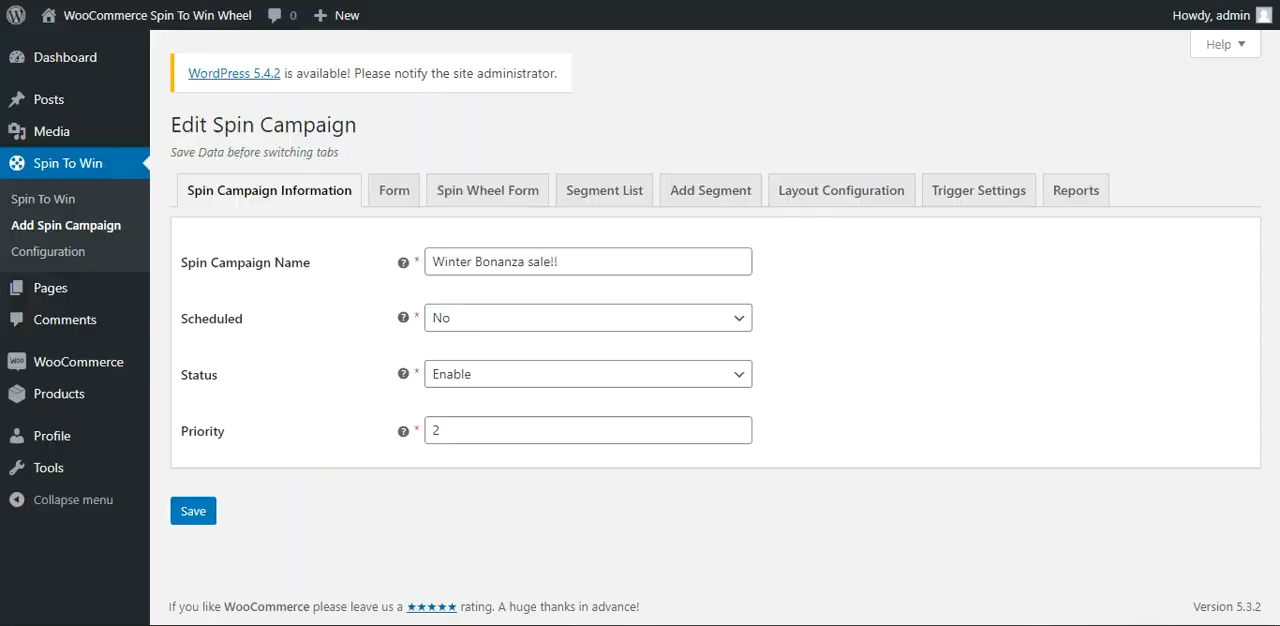 WooCommerce Spin To Win Wheel 0 New Howdy, admin
Help
Dashboard
Posts
Media
Spin To Win
Spin To Win
Add Spin Campaign
Configuration
Pages
Comments
Woo WooCommerce
Products
Profile
Tools
Collapse menu
WordPress 5.4.2 is available! Please notify the site administrator.
Edit Spin Campaign
Save Data before switching tabs
Spin Campaign Information Form Spin Wheel Form Segment List Add Segment Layout Configuration Trigger Settings Reports
Spin Campaign Name ? * Winter Bonanza sale!!
Scheduled ? * No
Status ? * Enable
Priority ? * 2
Save
If you like WooCommerce please leave us a ★★★★★ rating. A huge thanks in advance! Version 5.3.2